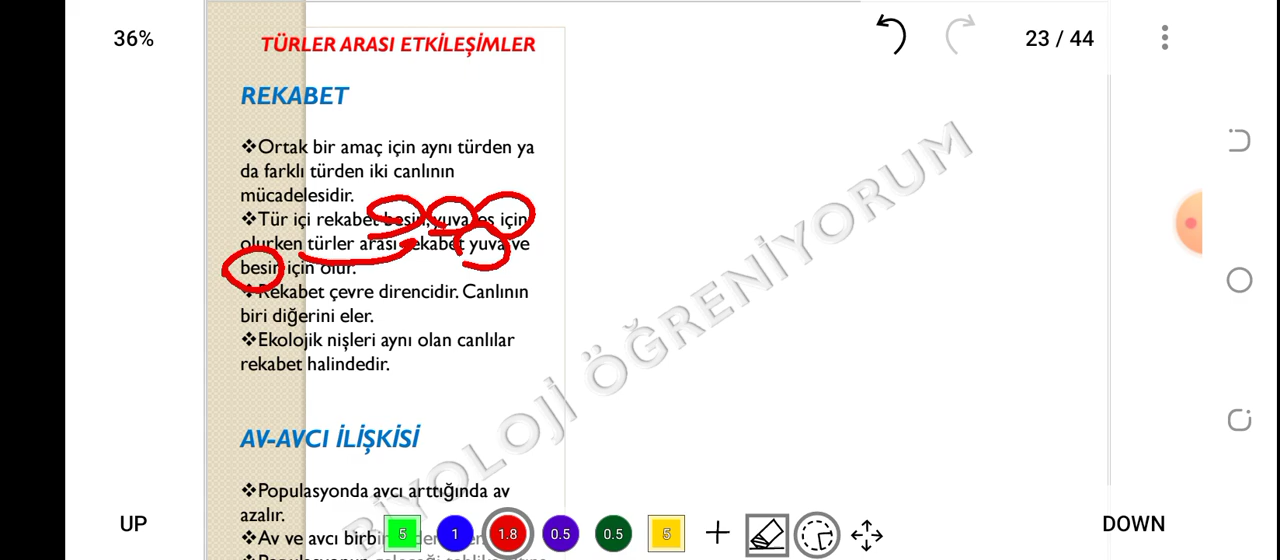 36%
TÜRLER ARASI ETKİLEŞİMLER
23 / 44
REKABET
❖Ortak bir amaç için aynı türden ya
da farklı türden iki canlının
mücadelesidir.
❖Tür içi rekabet besin, yuva, eş için
olurken türler arası rekabet yuva ve
besin için olur.
❖Rekabet çevre direncidir. Canlının
biri diğerini eler.
❖Ekolojik nişleri aynı olan canlılar
rekabet halindedir.
BİYOLOJİ ÖĞRENİYORUM
AV-AVCI İLİŞKİSİ
❖Populasyonda avcı arttığında av
azalır.
UP
5 1 1.8 0.5 0.5 5
DOWN
❖Av ve avcı
❖Populasyonun